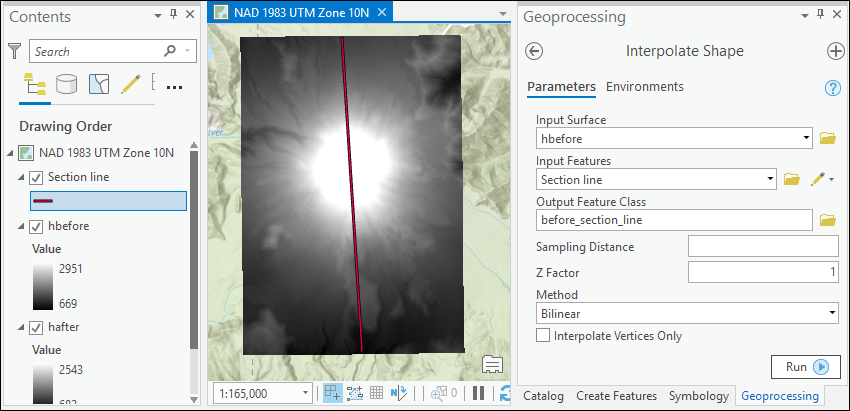 Contents
Search
Drawing Order
NAD 1983 UTM Zone 10N
Section line
hbefore
Value
2951
669
hafter
Value
2543
NAD 1983 UTM Zone 10N
1:165,000
0
Geoprocessing
Interpolate Shape
Parameters
Environments
?
Input Surface
hbefore
Input Features
Section line
Output Feature Class
before_section_line
Sampling Distance
Z Factor
1
Method
Bilinear
Interpolate Vertices Only
Run
Catalog
Create Features
Symbology
Geoprocessing